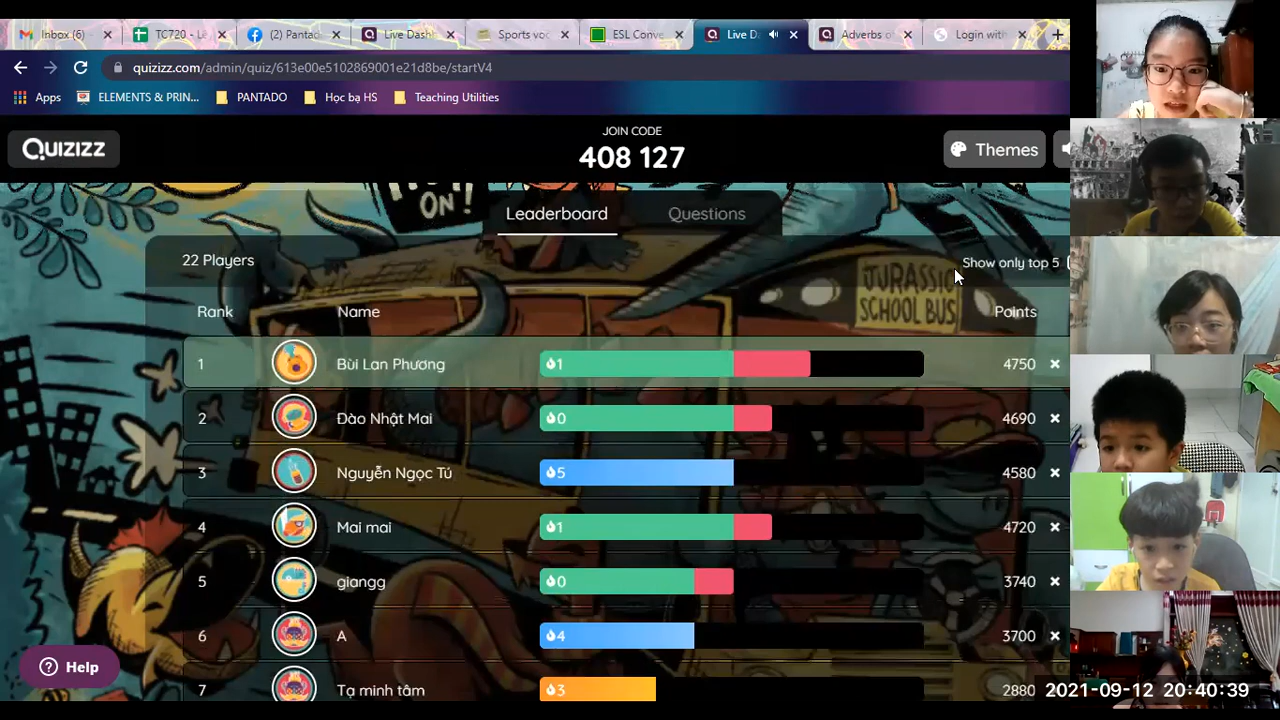 Inbox (6)
TC720 - Le
(2) Panta
Live Dash
Sports voc
ESL Conve
Live D
Adverbs of
Login with
quizizz.com/admin/quiz/613e00e5102869001e21d8be/startV4
Apps
ELEMENTS & PRIN...
PANTADO
Học bạ HS
Teaching Utilities
QUIZIZZ
JOIN CODE
408 127
Themes
ON!
Leaderboard
Questions
22 Players
Show only top 5
JURASSIC
SCHOOL BUS
Rank Name Points
1 Bùi Lan Phương 1 4750
2 Đào Nhật Mai 0 4690
3 Nguyễn Ngọc Tú 5 4580
4 Mai mai 1 4720
5 giangg 0 3740
6 A 4 3700
7 Tạ minh tâm 3 2880
Help
2021-09-12 20:40:39